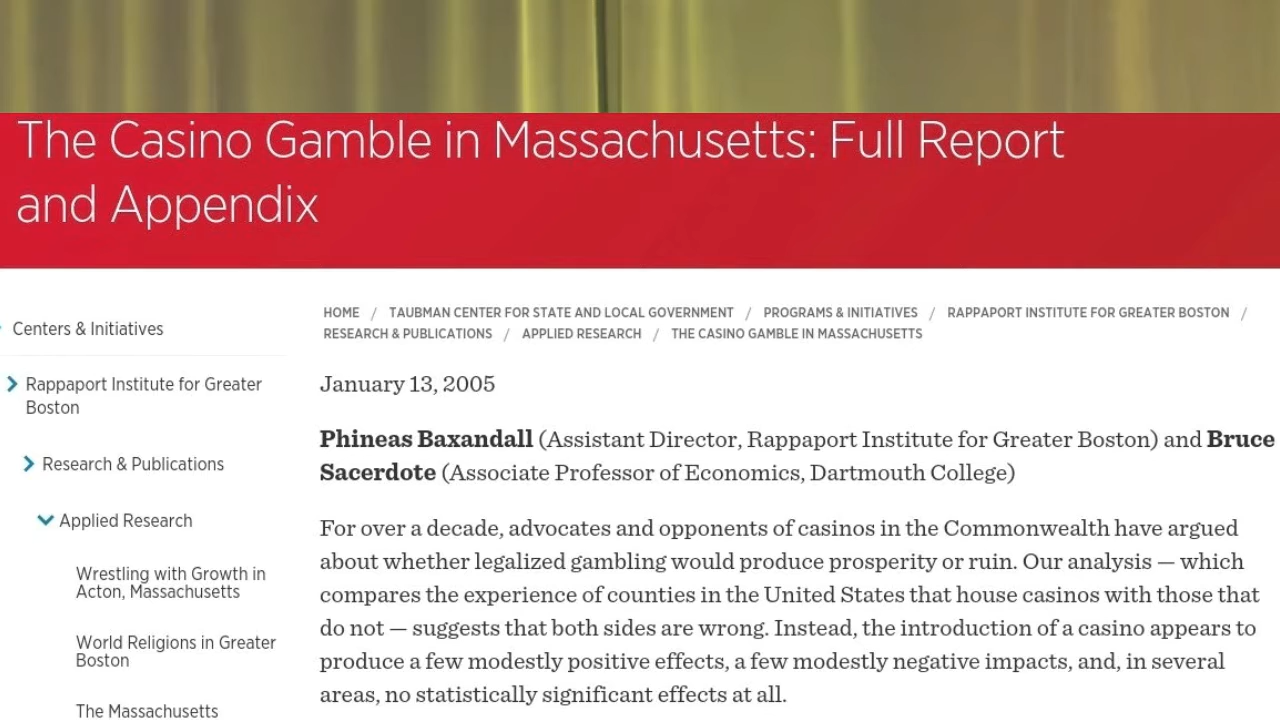 The Casino Gamble in Massachusetts: Full Report
and Appendix
HOME / TAUBMAN CENTER FOR STATE AND LOCAL GOVERNMENT / PROGRAMS & INITIATIVES / RAPPAPORT INSTITUTE FOR GREATER BOSTON /
RESEARCH & PUBLICATIONS / APPLIED RESEARCH / THE CASINO GAMBLE IN MASSACHUSETTS
Centers & Initiatives
Rappaport Institute for Greater
Boston
Research & Publications
Applied Research
Wrestling with Growth in
Acton, Massachusetts
World Religions in Greater
Boston
The Massachusetts
January 13, 2005
Phineas Baxandall (Assistant Director, Rappaport Institute for Greater Boston) and Bruce
Sacerdote (Associate Professor of Economics, Dartmouth College)
For over a decade, advocates and opponents of casinos in the Commonwealth have argued
about whether legalized gambling would produce prosperity or ruin. Our analysis — which
compares the experience of counties in the United States that house casinos with those that
do not — suggests that both sides are wrong. Instead, the introduction of a casino appears to
produce a few modestly positive effects, a few modestly negative impacts, and, in several
areas, no statistically significant effects at all.